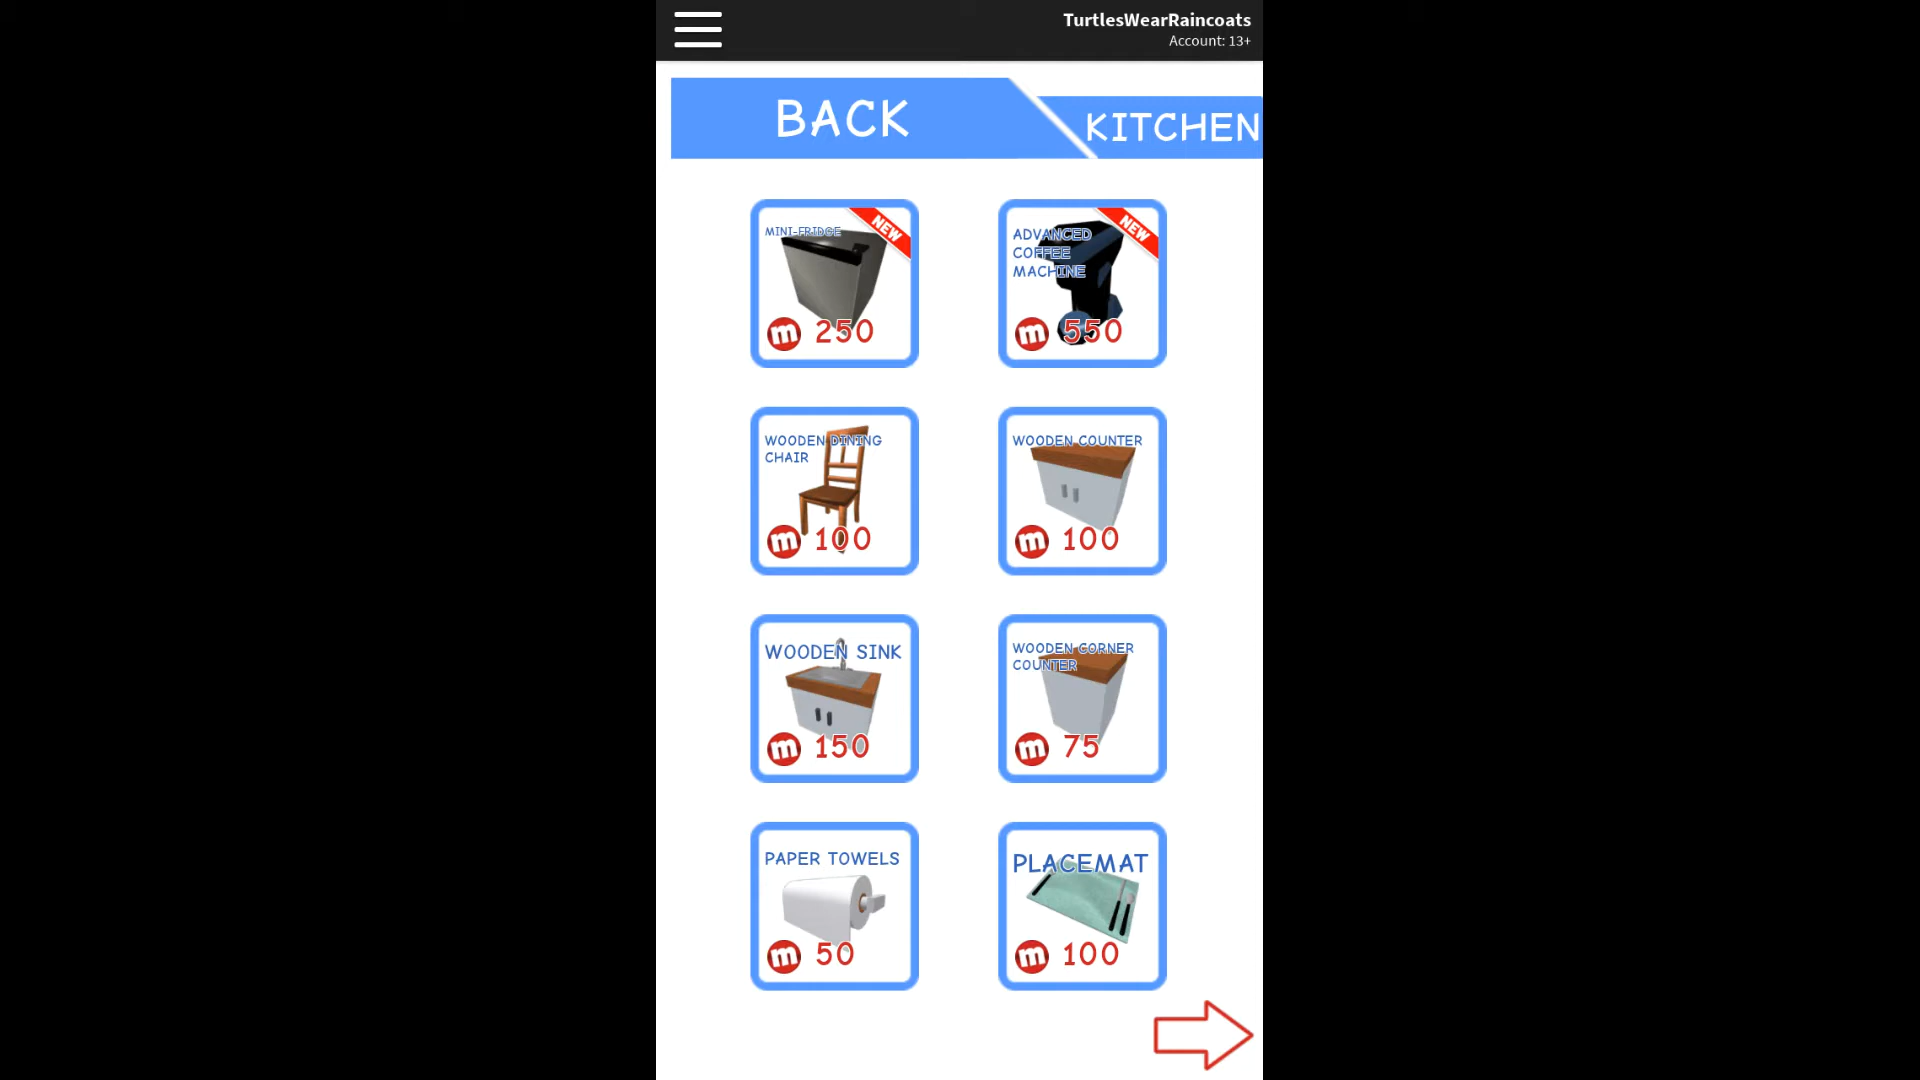 TurtlesWearRaincoats
Account: 13+
BACK
KITCHEN
MINI-FRIDGE
NEW
m 250
ADVANCED
COFFEE
MACHINE
NEW
m 550
WOODEN DINING
CHAIR
m 100
WOODEN COUNTER
m 100
WOODEN SINK
m 150
WOODEN CORNER
COUNTER
m 75
PAPER TOWELS
m 50
PLACEMAT
m 100